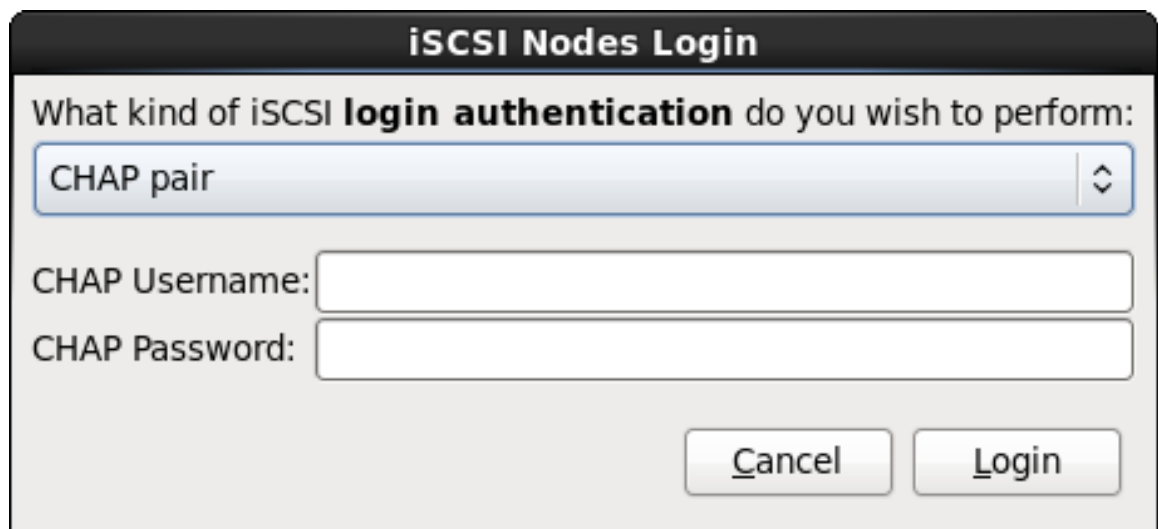 iSCSI Nodes Login
What kind of iSCSI login authentication do you wish to perform:
CHAP pair
CHAP Username:
CHAP Password:
Cancel Login